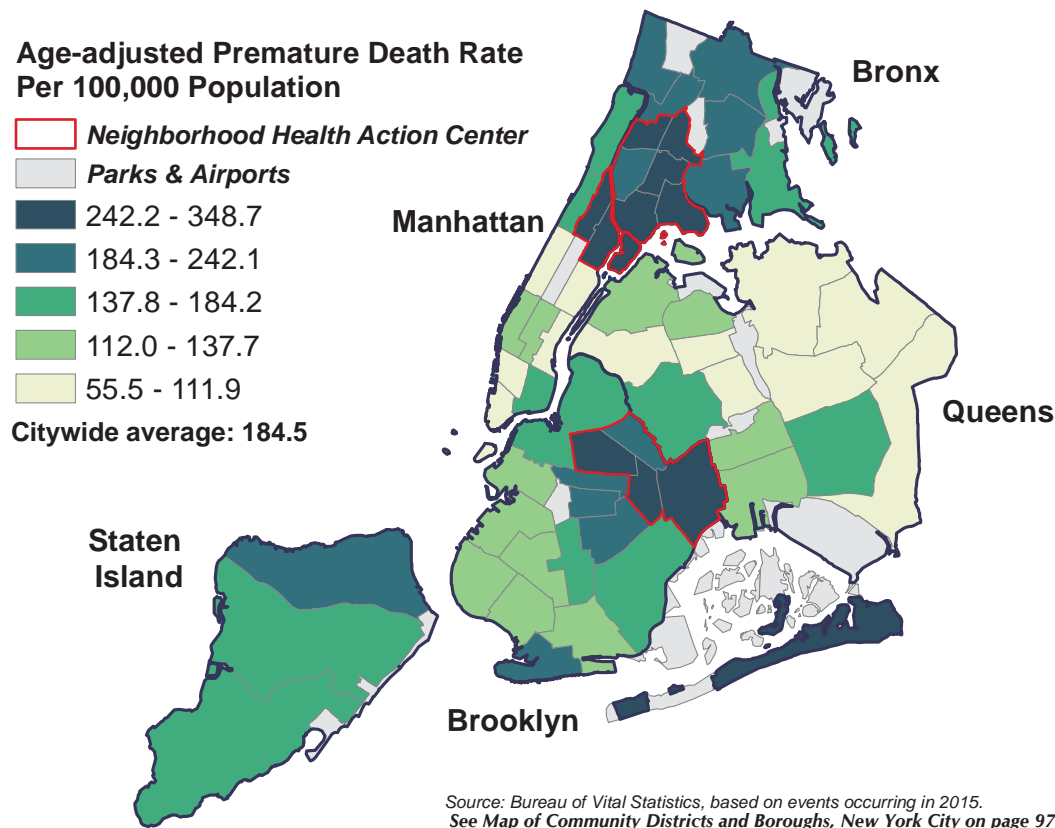 Age-adjusted Premature Death Rate
Per 100,000 Population
Neighborhood Health Action Center
Parks & Airports
242.2 - 348.7
184.3 - 242.1
137.8 - 184.2
112.0 - 137.7
55.5 - 111.9
Citywide average: 184.5
Bronx
Manhattan
Queens
Staten
Island
Brooklyn
Source: Bureau of Vital Statistics, based on events occurring in 2015.
See Map of Community Districts and Boroughs, New York City on page 97